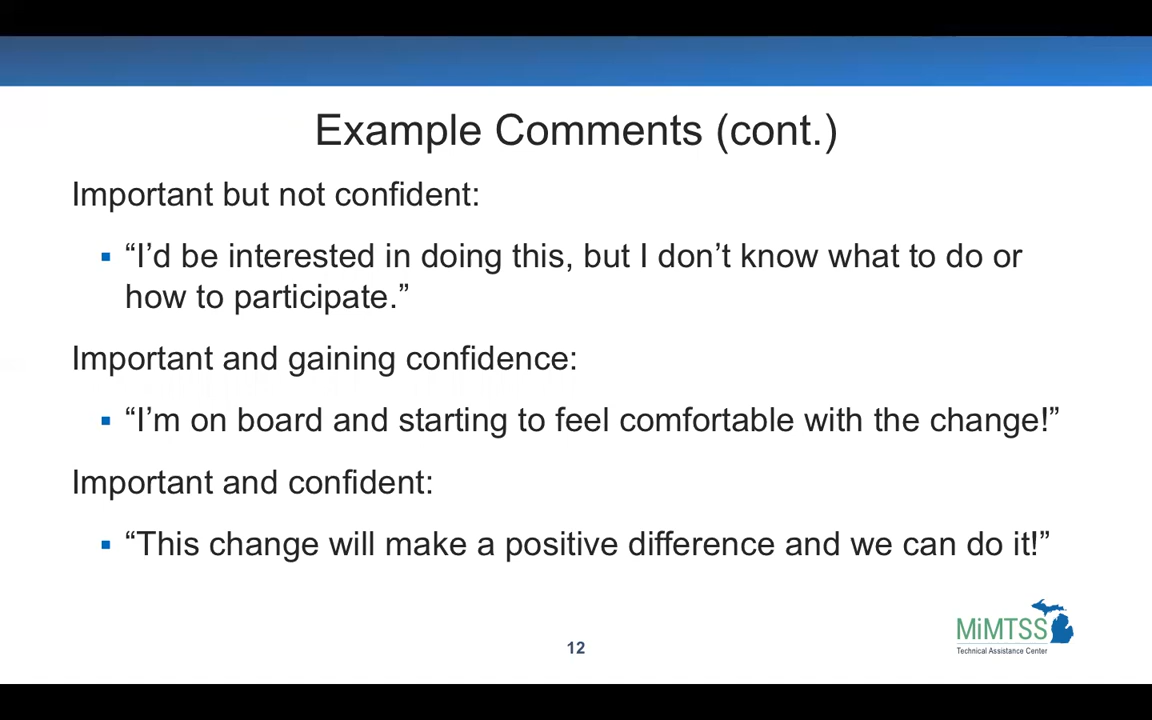 Example Comments (cont.)
Important but not confident:
▪ “I’d be interested in doing this, but I don’t know what to do or
how to participate.”
Important and gaining confidence:
▪ “I’m on board and starting to feel comfortable with the change!”
Important and confident:
▪ “This change will make a positive difference and we can do it!”
12
MiMTSS
Technical Assistance Center